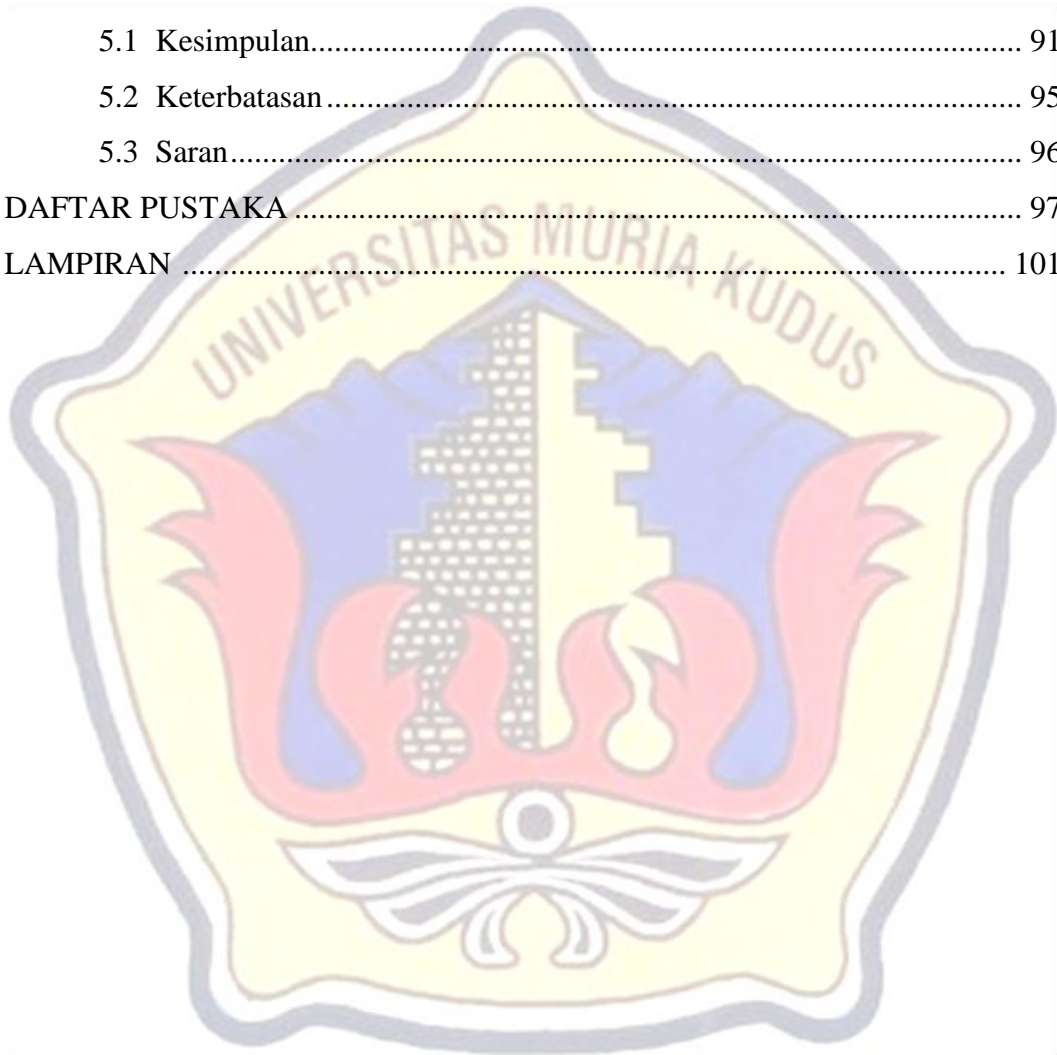 5.1 Kesimpulan........................................................................................ 91
5.2 Keterbatasan...................................................................................... 95
5.3 Saran.................................................................................................. 96
DAFTAR PUSTAKA ........................................................................................ 97
LAMPIRAN ...................................................................................................... 101
UNIVERSITAS MURIA KUDUS